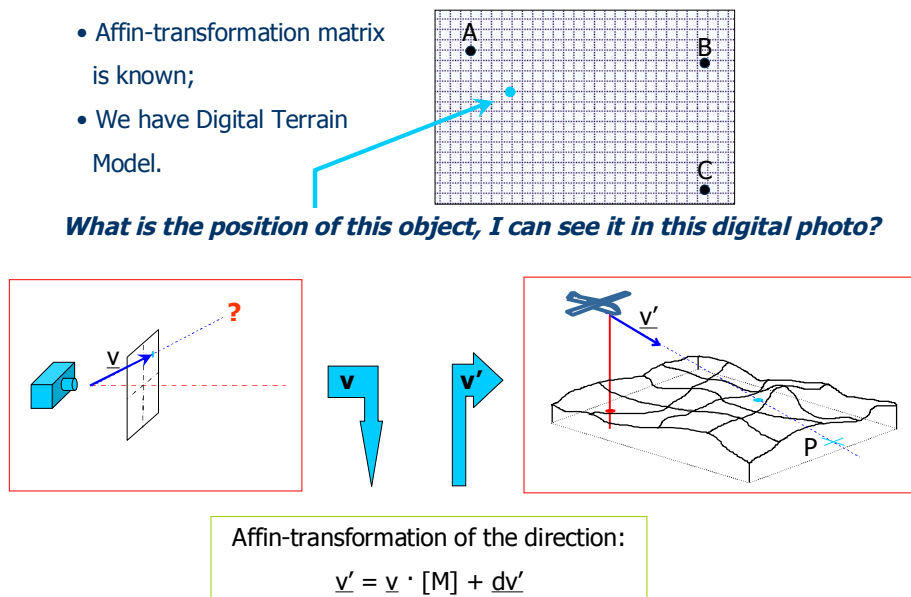 • Affin-transformation matrix
is known;
• We have Digital Terrain
Model.
A
B
C
What is the position of this object, I can see it in this digital photo?
?
v
v
v’
v’
P
Affin-transformation of the direction:
v’ = v · [M] + dv’